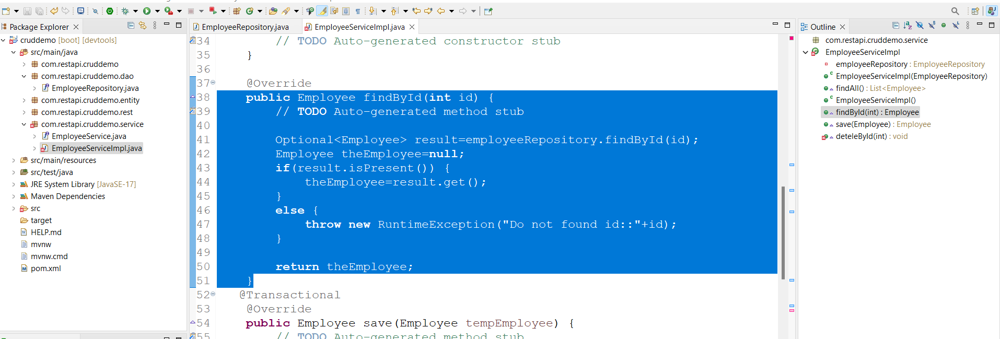 Package Explorer
EmployeeRepository.java
EmployeeServiceImpl.java
Outline
cruddemo [boot] [devtools]
src/main/java
com.restapi.cruddemo
com.restapi.cruddemo.dao
EmployeeRepository.java
com.restapi.cruddemo.entity
com.restapi.cruddemo.rest
com.restapi.cruddemo.service
EmployeeService.java
EmployeeServiceImpl.java
src/main/resources
src/test/java
JRE System Library [JavaSE-17]
Maven Dependencies
src
target
HELP.md
mvnw
mvnw.cmd
pom.xml
34 // TODO Auto-generated constructor stub
35 }
36
37 @Override
38 public Employee findById(int id) {
39 // TODO Auto-generated method stub
40
41 Optional<Employee> result=employeeRepository.findById(id);
42 Employee theEmployee=null;
43 if(result.isPresent()) {
44 theEmployee=result.get();
45 }
46 else {
47 throw new RuntimeException("Do not found id::"+id);
48 }
49
50 return theEmployee;
51 }
52 @Transactional
53 @Override
54 public Employee save(Employee tempEmployee) {
55 // TODO Auto-generated method stub
com.restapi.cruddemo.service
EmployeeServiceImpl
employeeRepository : EmployeeRepository
EmployeeServiceImpl(EmployeeRepository)
findAll() : List<Employee>
EmployeeServiceImpl()
findById(int) : Employee
save(Employee) : Employee
deteleById(int) : void